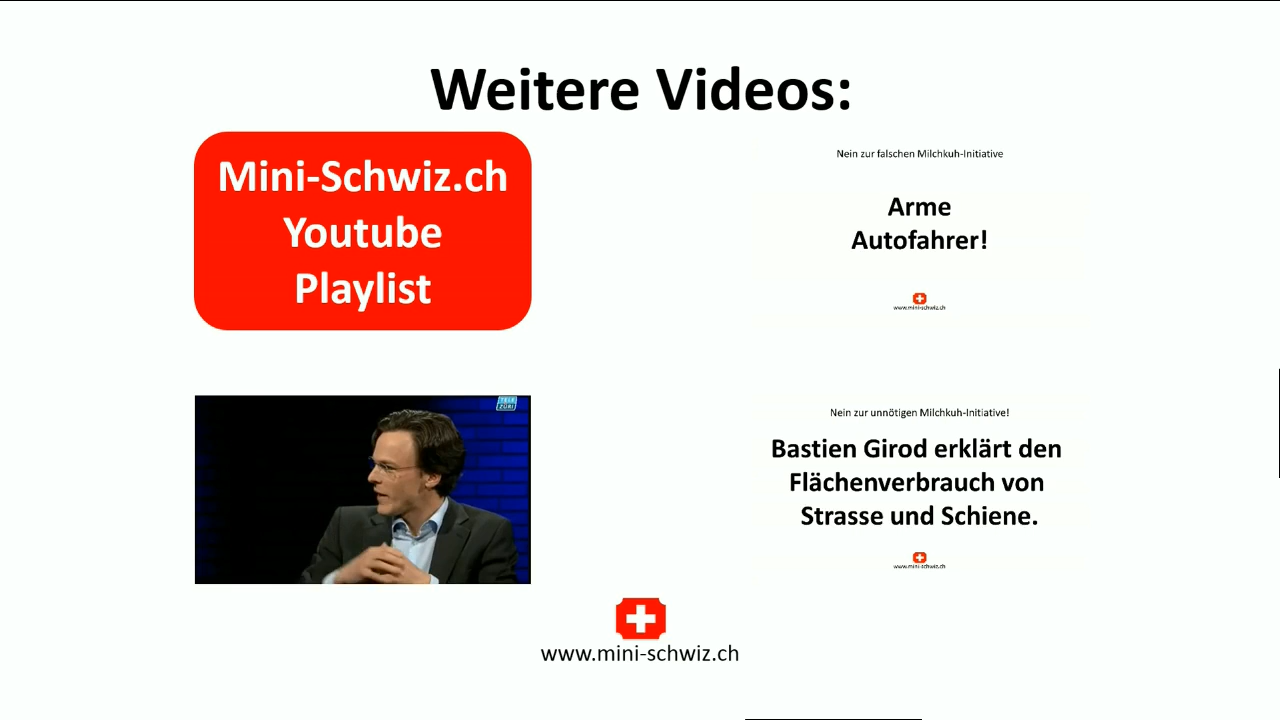 Weitere Videos:
Mini-Schwiz.ch
Youtube
Playlist
Nein zur falschen Milchkuh-Initiative
Arme
Autofahrer!
www.mini-schwiz.ch
TELE
ZÜRI
Nein zur unnötigen Milchkuh-Initiative!
Bastien Girod erklärt den
Flächenverbrauch von
Strasse und Schiene.
www.mini-schwiz.ch
www.mini-schwiz.ch